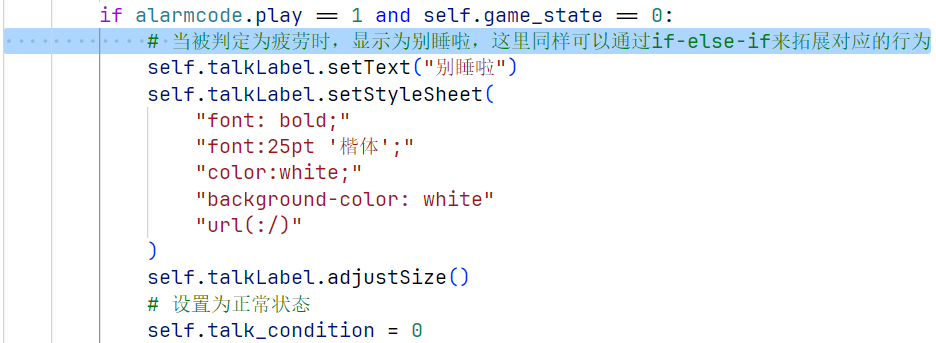 if alarmcode.play == 1 and self.game_state == 0:
# 当被判定为疲劳时，显示为别睡啦，这里同样可以通过if-else-if来拓展对应的行为
self.talkLabel.setText("别睡啦")
self.talkLabel.setStyleSheet(
"font: bold;"
"font:25pt '楷体';"
"color:white;"
"background-color: white"
"url(:/)"
)
self.talkLabel.adjustSize()
# 设置为正常状态
self.talk_condition = 0